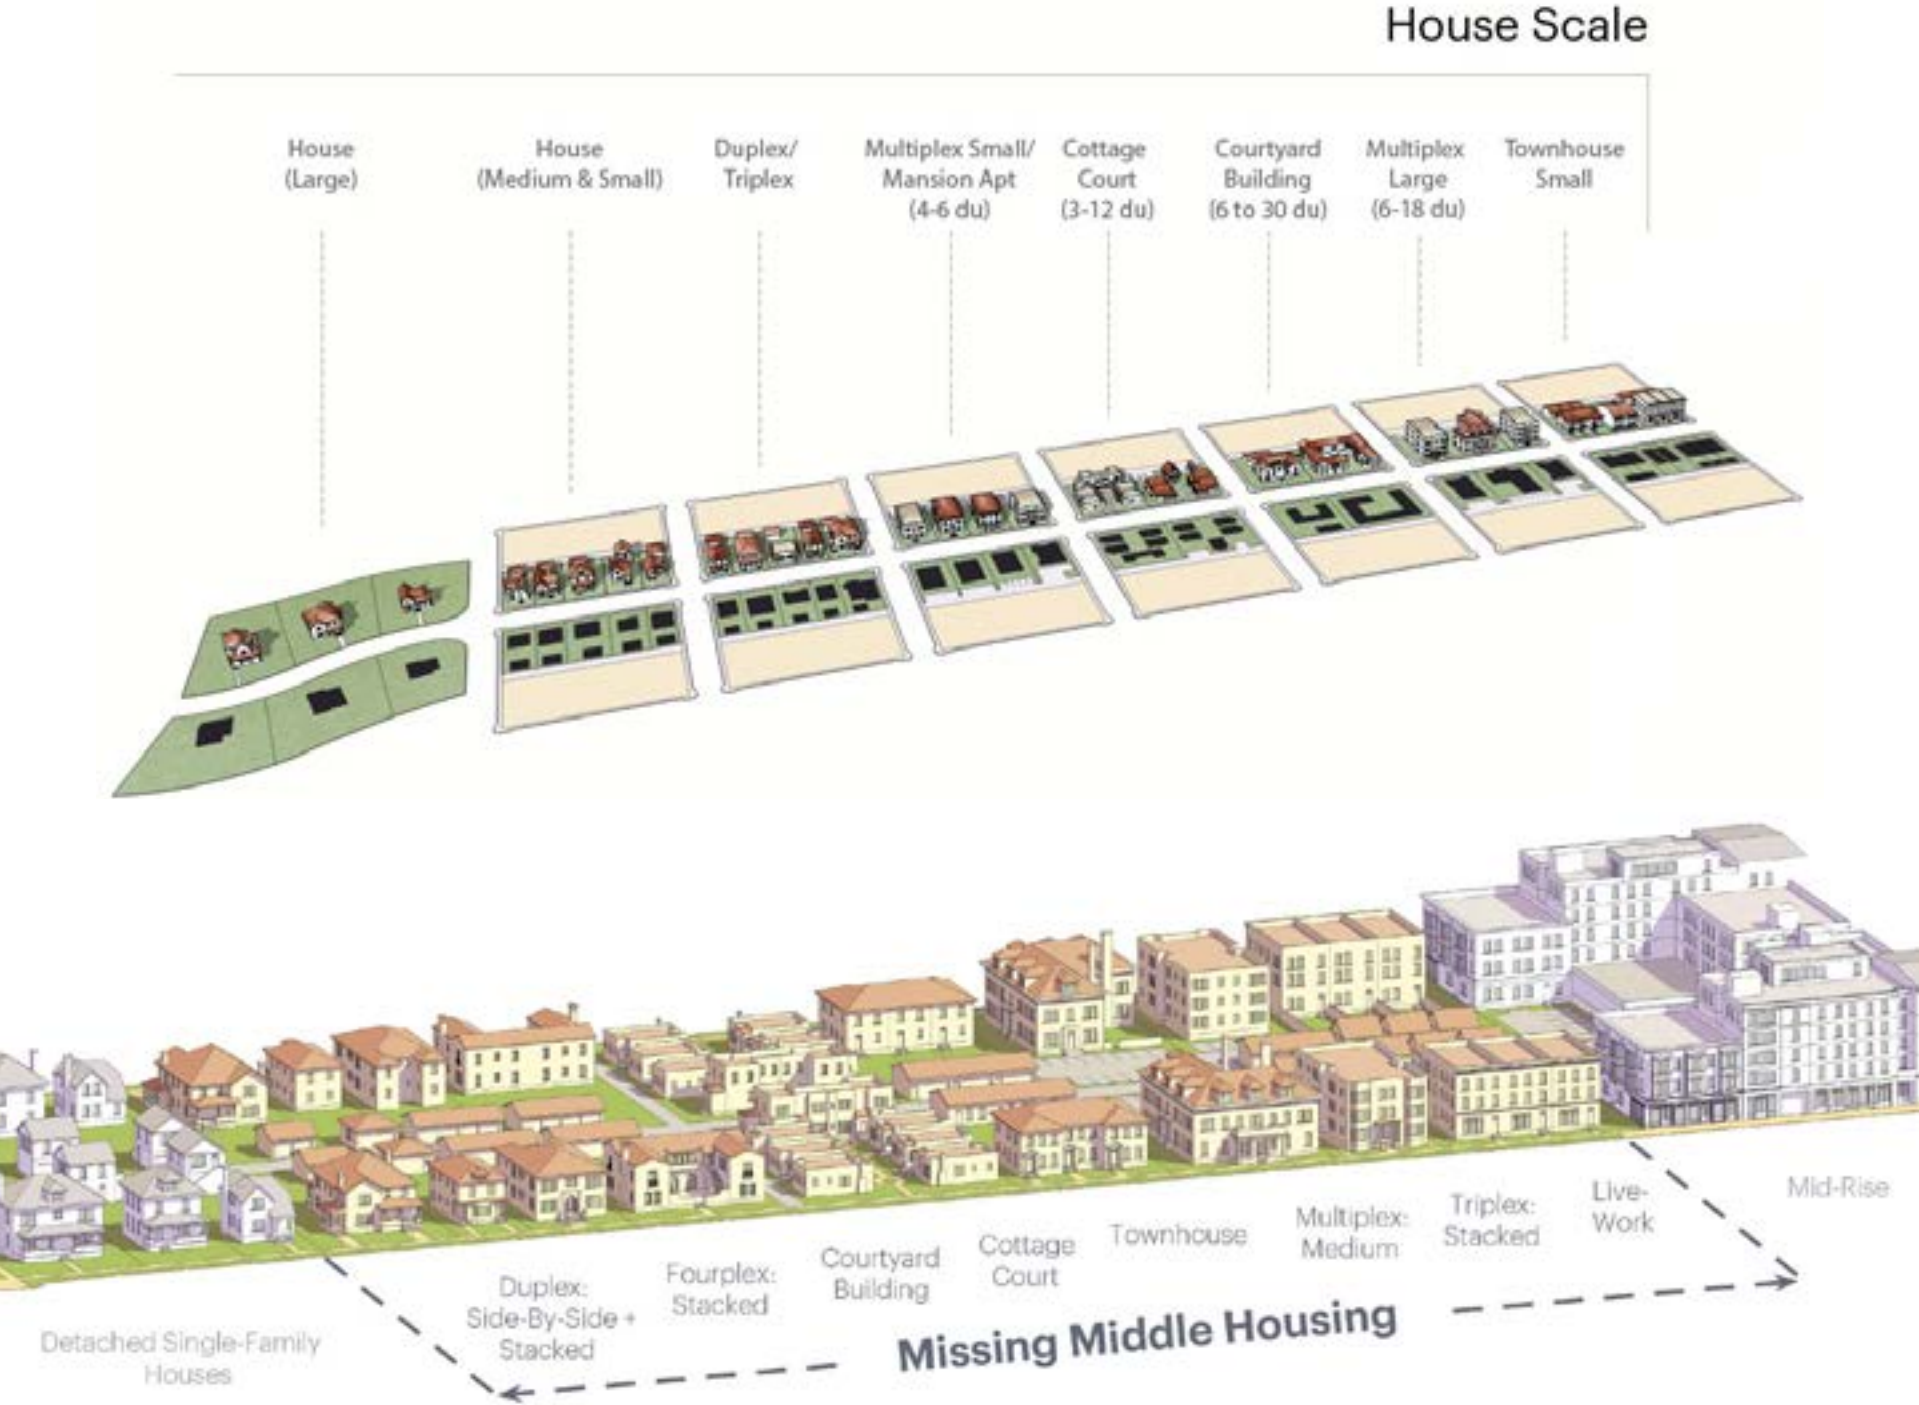 House Scale
House
(Large)
House
(Medium & Small)
Duplex/
Triplex
Multiplex Small/
Mansion Apt
(4-6 du)
Cottage
Court
(3-12 du)
Courtyard
Building
(6 to 30 du)
Multiplex
Large
(6-18 du)
Townhouse
Small
Detached Single-Family
Houses
Duplex:
Side-By-Side +
Stacked
Fourplex:
Stacked
Courtyard
Building
Cottage
Court
Townhouse
Multiplex:
Medium
Triplex:
Stacked
Live-
Work
Mid-Rise
Missing Middle Housing